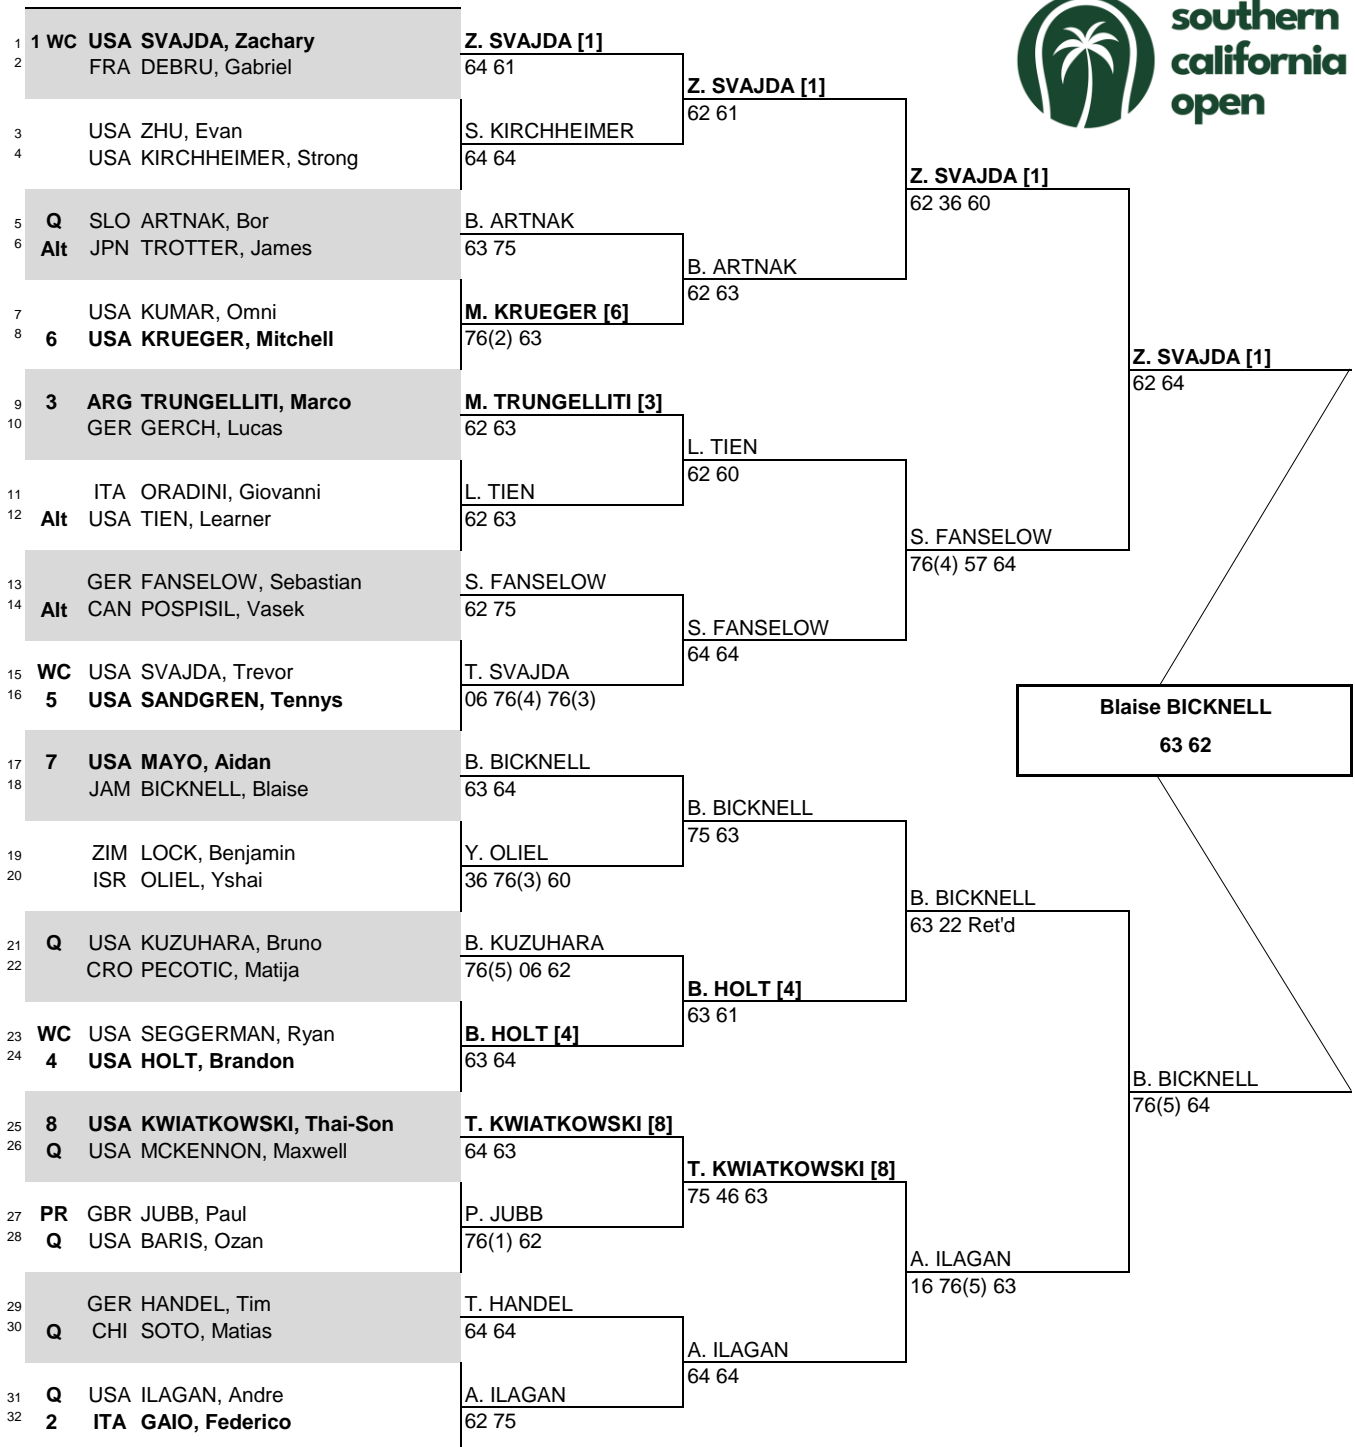 southern
california
open
1 1 WC USA SVAJDA, Zachary
2 FRA DEBRU, Gabriel
3 USA ZHU, Evan
4 USA KIRCHHEIMER, Strong
5 Q SLO ARTNAK, Bor
6 Alt JPN TROTTER, James
7 USA KUMAR, Omni
8 6 USA KRUEGER, Mitchell
9 3 ARG TRUNGELLITI, Marco
10 GER GERCH, Lucas
11 ITA ORADINI, Giovanni
12 Alt USA TIEN, Learner
13 GER FANSELOW, Sebastian
14 Alt CAN POSPISIL, Vasek
15 WC USA SVAJDA, Trevor
16 5 USA SANDGREN, Tennys
17 7 USA MAYO, Aidan
18 JAM BICKNELL, Blaise
19 ZIM LOCK, Benjamin
20 ISR OLIEL, Yshai
21 Q USA KUZUHARA, Bruno
22 CRO PECOTIC, Matija
23 WC USA SEGGERMAN, Ryan
24 4 USA HOLT, Brandon
25 8 USA KWIATKOWSKI, Thai-Son
26 Q USA MCKENNON, Maxwell
27 PR GBR JUBB, Paul
28 Q USA BARIS, Ozan
29 GER HANDEL, Tim
30 Q CHI SOTO, Matias
31 Q USA ILAGAN, Andre
32 2 ITA GAIO, Federico
Z. SVAJDA [1]
64 61
S. KIRCHHEIMER
64 64
B. ARTNAK
63 75
M. KRUEGER [6]
76(2) 63
M. TRUNGELLITI [3]
62 63
L. TIEN
62 63
S. FANSELOW
62 75
T. SVAJDA
06 76(4) 76(3)
B. BICKNELL
63 64
Y. OLIEL
36 76(3) 60
B. KUZUHARA
76(5) 06 62
B. HOLT [4]
63 64
T. KWIATKOWSKI [8]
64 63
P. JUBB
76(1) 62
T. HANDEL
64 64
A. ILAGAN
62 75
Z. SVAJDA [1]
62 61
B. ARTNAK
62 63
L. TIEN
62 60
S. FANSELOW
64 64
B. BICKNELL
75 63
B. HOLT [4]
63 61
T. KWIATKOWSKI [8]
75 46 63
A. ILAGAN
64 64
Z. SVAJDA [1]
62 36 60
S. FANSELOW
76(4) 57 64
B. BICKNELL
63 22 Ret'd
A. ILAGAN
16 76(5) 63
Z. SVAJDA [1]
62 64
B. BICKNELL
76(5) 64
Blaise BICKNELL
63 62